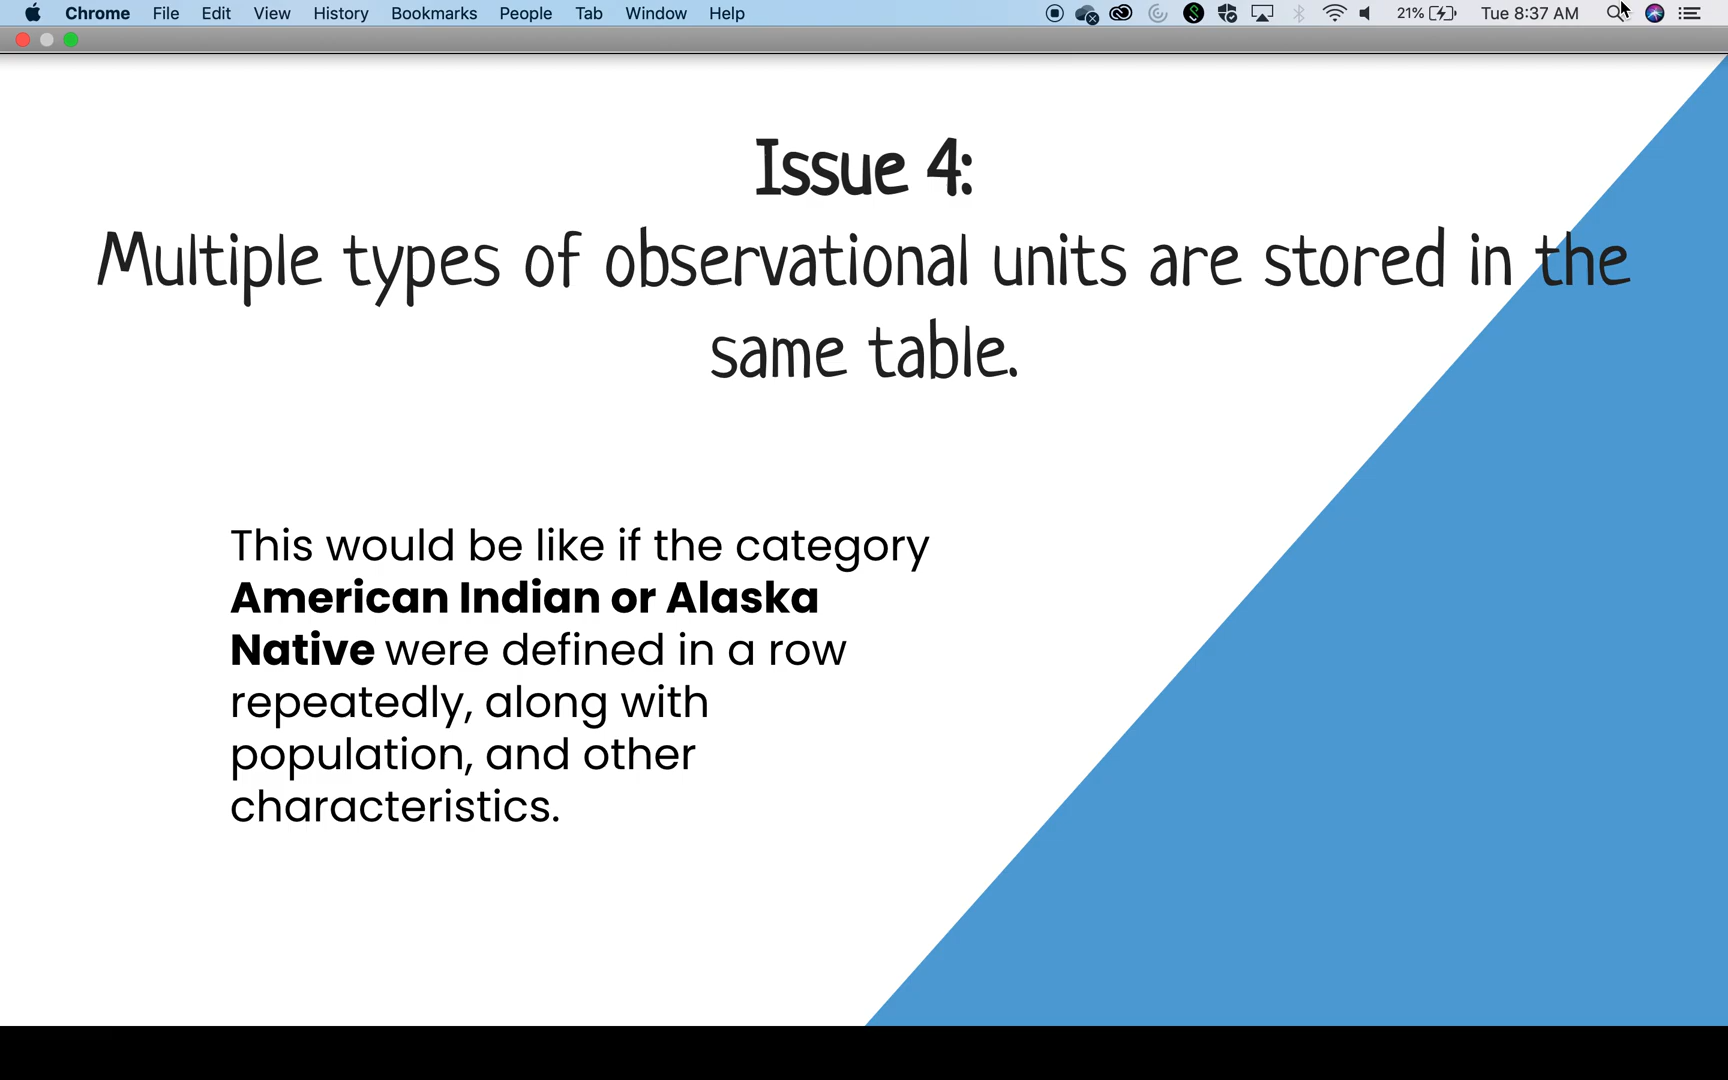 Chrome File Edit View History Bookmarks People Tab Window Help 21% Tue 8:37 AM
Issue 4:
Multiple types of observational units are stored in the
same table.
This would be like if the category
American Indian or Alaska
Native were defined in a row
repeatedly, along with
population, and other
characteristics.